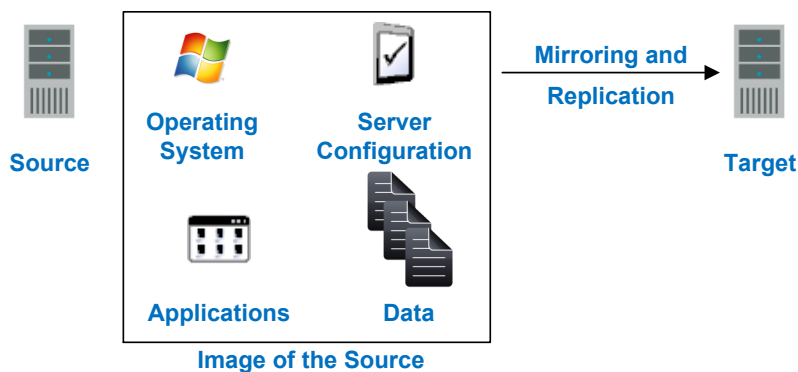 Source
Operating
System
Server
Configuration
Applications
Data
Image of the Source
Mirroring and
Replication
Target